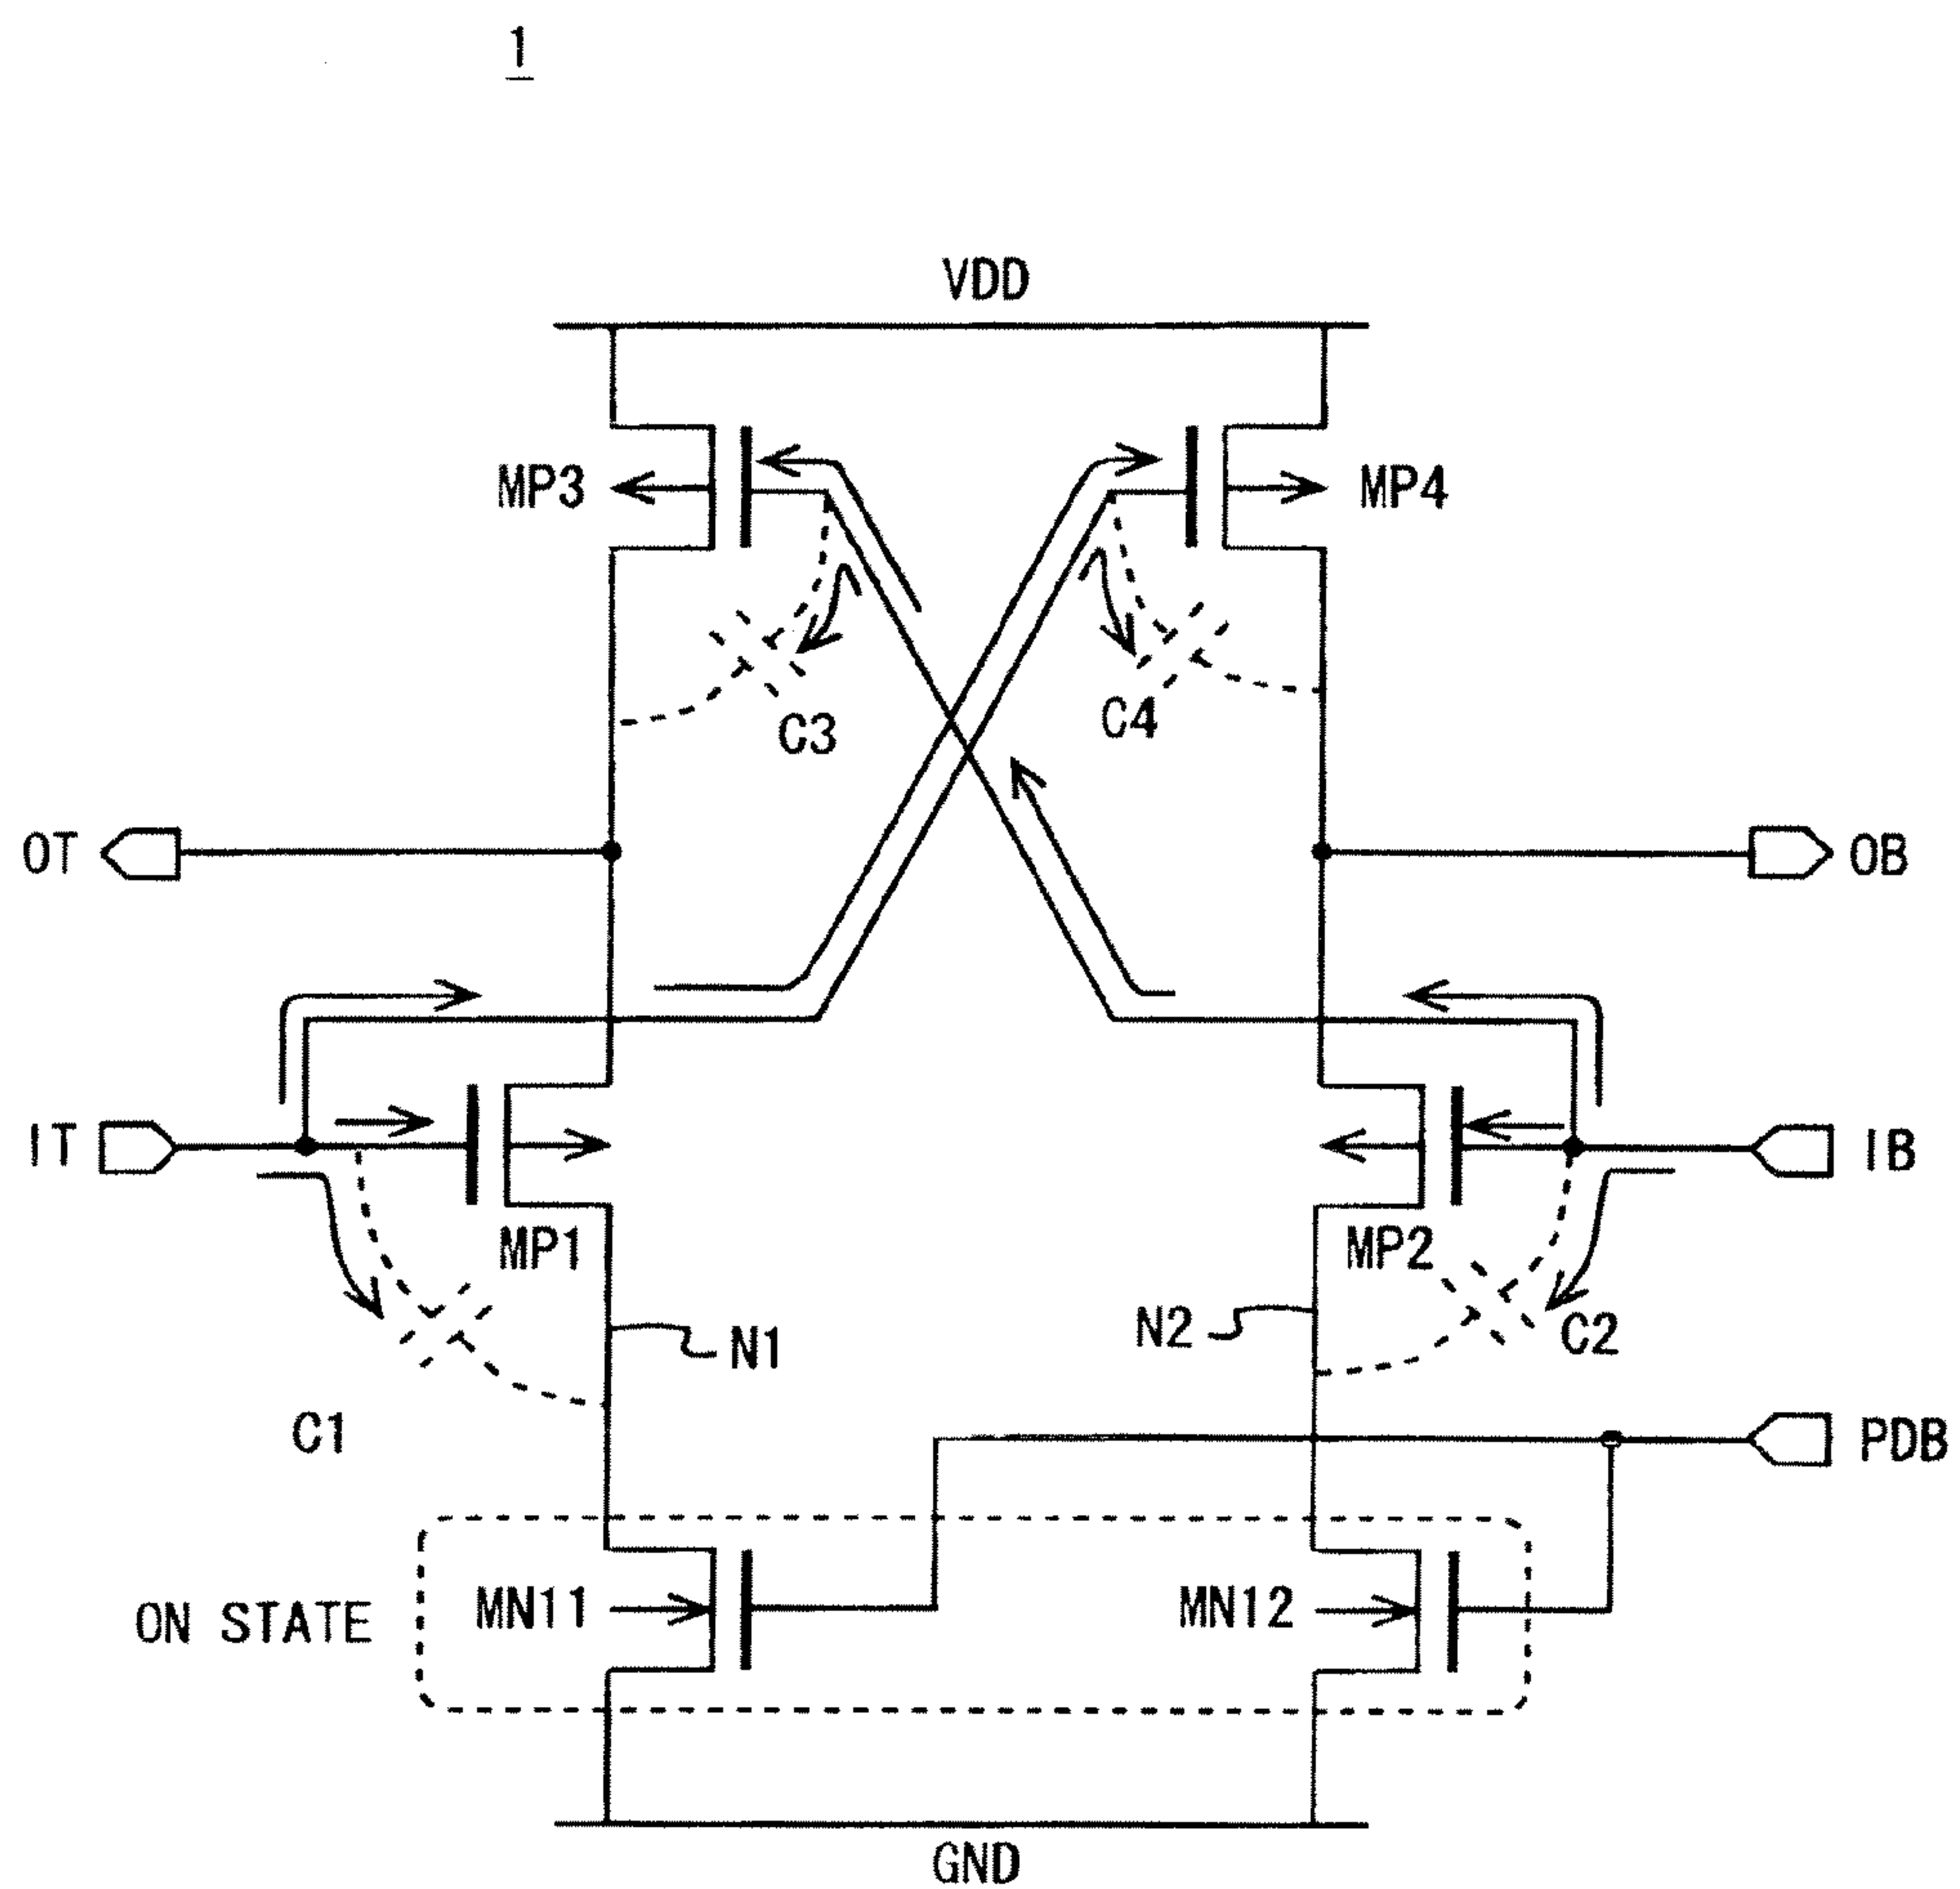 1
VDD
MP3
MP4
C3
C4
OT
OB
IT
IB
MP1
MP2
N1
N2
C2
C1
PDB
MN11
MN12
ON STATE
GND